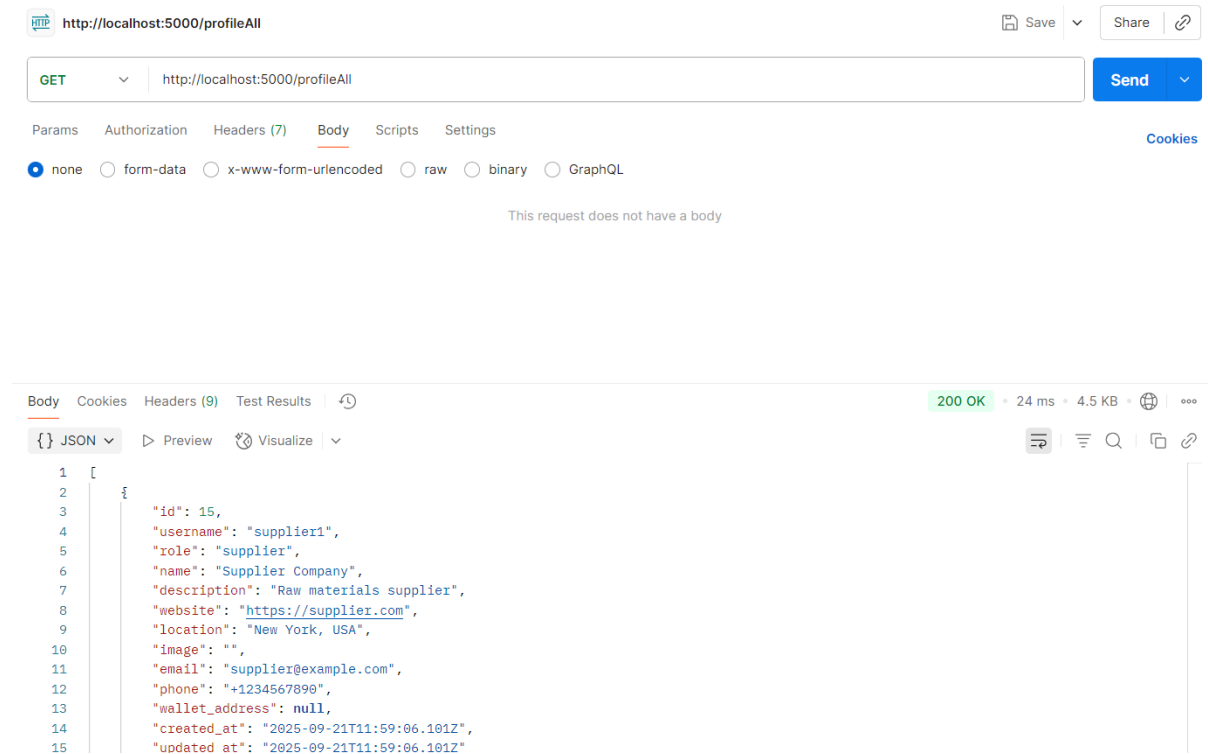 HTTP http://localhost:5000/profileAll Save Share
GET http://localhost:5000/profileAll Send
Params Authorization Headers (7) Body Scripts Settings Cookies
none form-data x-www-form-urlencoded raw binary GraphQL
This request does not have a body
Body Cookies Headers (9) Test Results 200 OK • 24 ms • 4.5 KB •
{} JSON Preview Visualize
1 [
2 {
3 "id": 15,
4 "username": "supplier1",
5 "role": "supplier",
6 "name": "Supplier Company",
7 "description": "Raw materials supplier",
8 "website": "https://supplier.com",
9 "location": "New York, USA",
10 "image": "",
11 "email": "supplier@example.com",
12 "phone": "+1234567890",
13 "wallet_address": null,
14 "created_at": "2025-09-21T11:59:06.101Z",
15 "updated_at": "2025-09-21T11:59:06.101Z"